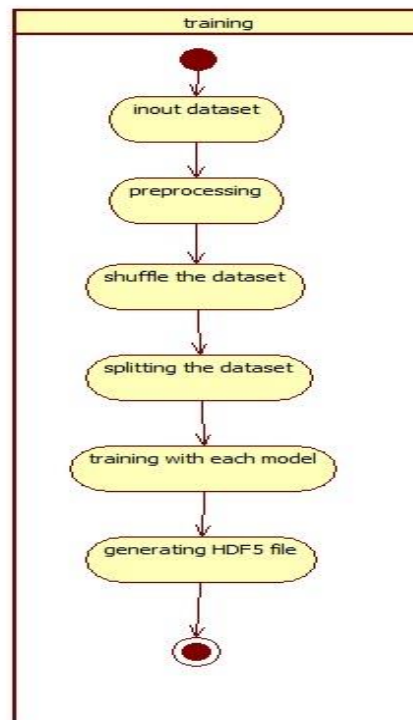 training
inout dataset
preprocessing
shuffle the dataset
splitting the dataset
training with each model
generating HDF5 file